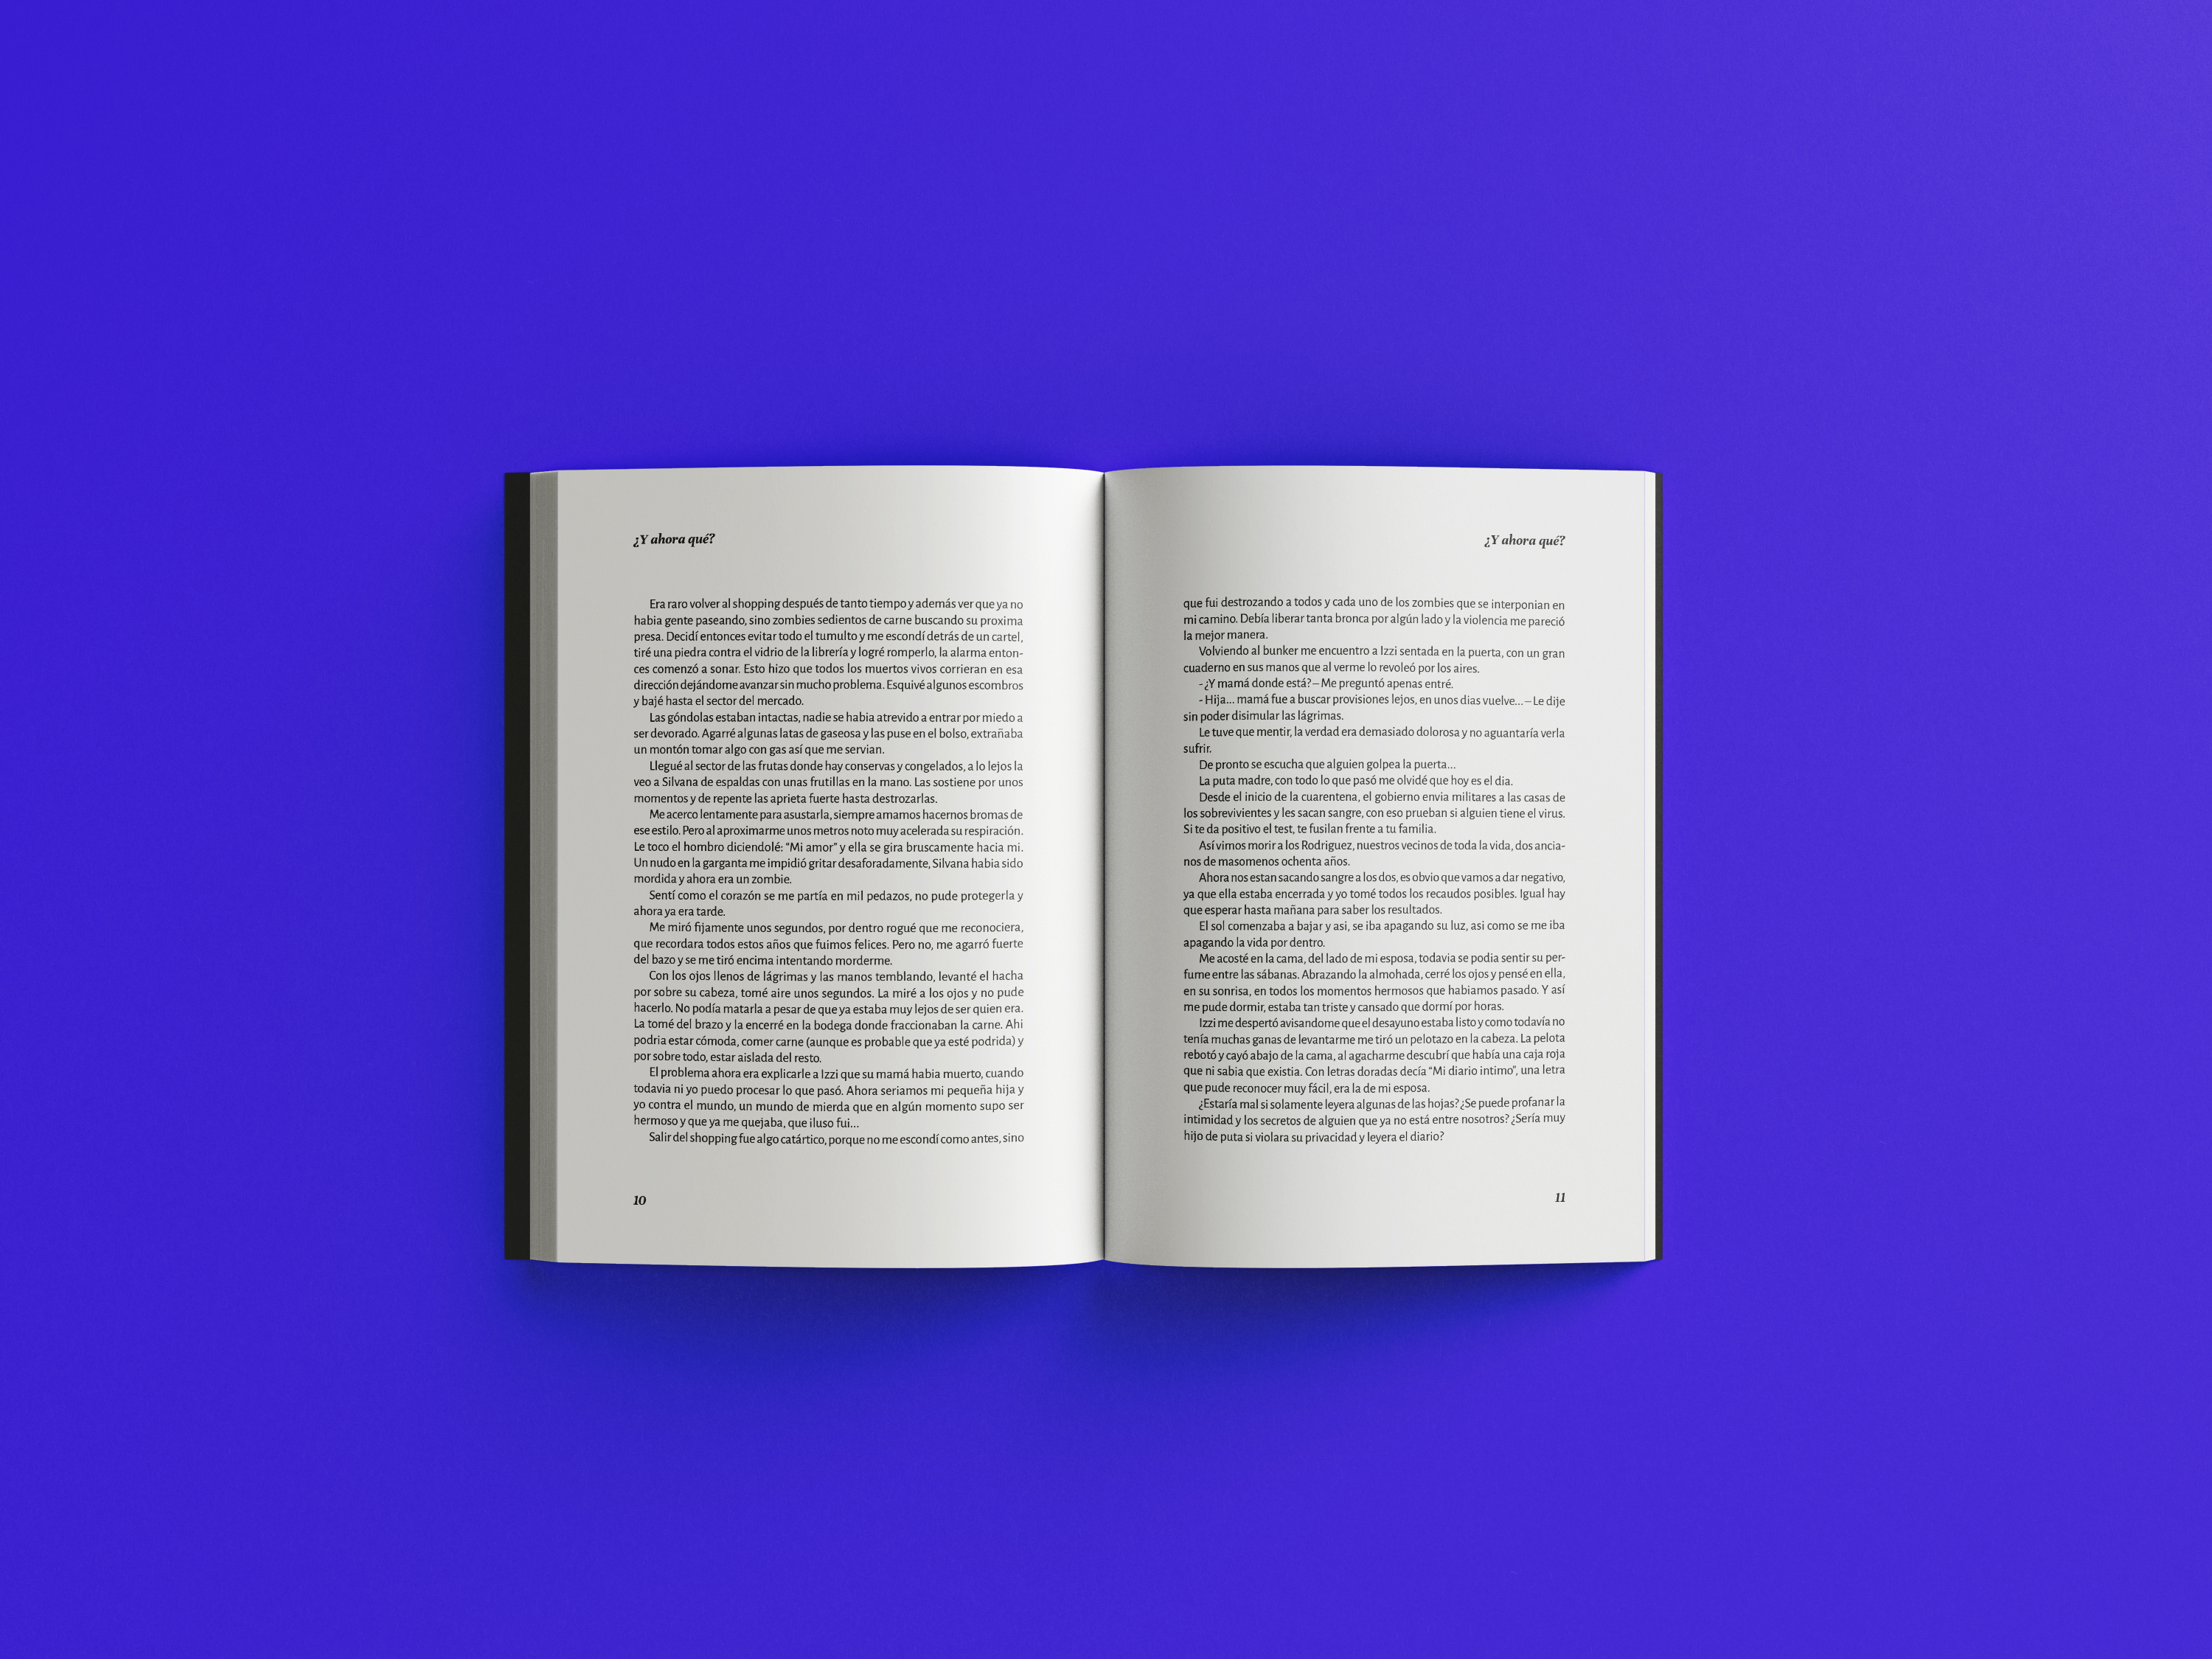 ¿Y ahora qué?
Era raro volver al shopping después de tanto tiempo y además ver que ya no
habia gente paseando, sino zombies sedientos de carne buscando su proxima
presa. Decidí entonces evitar todo el tumulto y me escondí detrás de un cartel,
tiré una piedra contra el vidrio de la librería y logré romperlo, la alarma enton-
ces comenzó a sonar. Esto hizo que todos los muertos vivos corrieran en esa
dirección dejándome avanzar sin mucho problema. Esquivé algunos escombros
y bajé hasta el sector del mercado.
Las góndolas estaban intactas, nadie se habia atrevido a entrar por miedo a
ser devorado. Agarré algunas latas de gaseosa y las puse en el bolso, extrañaba
un montón tomar algo con gas así que me servian.
Llegué al sector de las frutas donde hay conservas y congelados, a lo lejos la
veo a Silvana de espaldas con unas frutillas en la mano. Las sostiene por unos
momentos y de repente las aprieta fuerte hasta destrozarlas.
Me acerco lentamente para asustarla, siempre amamos hacernos bromas de
ese estilo. Pero al aproximarme unos metros noto muy acelerada su respiración.
Le toco el hombro diciendolé: “Mi amor” y ella se gira bruscamente hacia mi.
Un nudo en la garganta me impidió gritar desaforadamente, Silvana habia sido
mordida y ahora era un zombie.
Sentí como el corazón se me partía en mil pedazos, no pude protegerla y
ahora ya era tarde.
Me miró fijamente unos segundos, por dentro rogué que me reconociera,
que recordara todos estos años que fuimos felices. Pero no, me agarró fuerte
del bazo y se me tiró encima intentando morderme.
Con los ojos llenos de lágrimas y las manos temblando, levanté el hacha
por sobre su cabeza, tomé aire unos segundos. La miré a los ojos y no pude
hacerlo. No podía matarla a pesar de que ya estaba muy lejos de ser quien era.
La tomé del brazo y la encerré en la bodega donde fraccionaban la carne. Ahi
podria estar cómoda, comer carne (aunque es probable que ya esté podrida) y
por sobre todo, estar aislada del resto.
El problema ahora era explicarle a Izzi que su mamá habia muerto, cuando
todavia ni yo puedo procesar lo que pasó. Ahora seriamos mi pequeña hija y
yo contra el mundo, un mundo de mierda que en algún momento supo ser
hermoso y que ya me quejaba, que iluso fui...
Salir del shopping fue algo catártico, porque no me escondí como antes, sino
10
¿Y ahora qué?
que fui destrozando a todos y cada uno de los zombies que se interponian en
mi camino. Debía liberar tanta bronca por algún lado y la violencia me pareció
la mejor manera.
Volviendo al bunker me encuentro a Izzi sentada en la puerta, con un gran
cuaderno en sus manos que al verme lo revoleó por los aires.
- ¿Y mamá donde está? – Me preguntó apenas entré.
- Hija... mamá fue a buscar provisiones lejos, en unos dias vuelve... – Le dije
sin poder disimular las lágrimas.
Le tuve que mentir, la verdad era demasiado dolorosa y no aguantaría verla
sufrir.
De pronto se escucha que alguien golpea la puerta...
La puta madre, con todo lo que pasó me olvidé que hoy es el dia.
Desde el inicio de la cuarentena, el gobierno envia militares a las casas de
los sobrevivientes y les sacan sangre, con eso prueban si alguien tiene el virus.
Si te da positivo el test, te fusilan frente a tu familia.
Así vimos morir a los Rodriguez, nuestros vecinos de toda la vida, dos ancia-
nos de masomenos ochenta años.
Ahora nos estan sacando sangre a los dos, es obvio que vamos a dar negativo,
ya que ella estaba encerrada y yo tomé todos los recaudos posibles. Igual hay
que esperar hasta mañana para saber los resultados.
El sol comenzaba a bajar y asi, se iba apagando su luz, asi como se me iba
apagando la vida por dentro.
Me acosté en la cama, del lado de mi esposa, todavia se podia sentir su per-
fume entre las sábanas. Abrazando la almohada, cerré los ojos y pensé en ella,
en su sonrisa, en todos los momentos hermosos que habiamos pasado. Y así
me pude dormir, estaba tan triste y cansado que dormí por horas.
Izzi me despertó avisandome que el desayuno estaba listo y como todavía no
tenía muchas ganas de levantarme me tiró un pelotazo en la cabeza. La pelota
rebotó y cayó abajo de la cama, al agacharme descubrí que había una caja roja
que ni sabia que existia. Con letras doradas decía “Mi diario intimo”, una letra
que pude reconocer muy fácil, era la de mi esposa.
¿Estaría mal si solamente leyera algunas de las hojas? ¿Se puede profanar la
intimidad y los secretos de alguien que ya no está entre nosotros? ¿Sería muy
hijo de puta si violara su privacidad y leyera el diario?
11